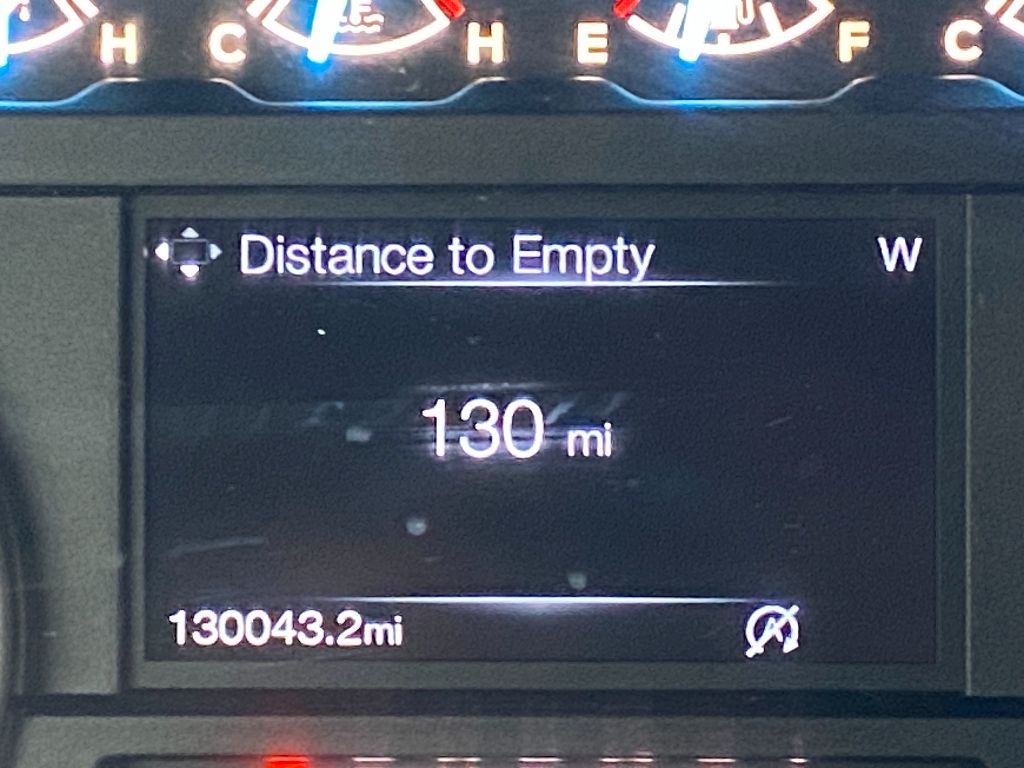 H C H E F C
Distance to Empty W
130 mi
130043.2mi
A